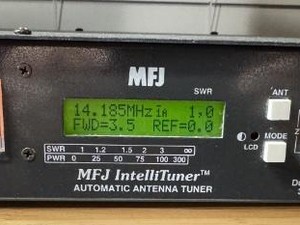 MFJ
SWR
14.185MHz IA 1.0
FWD=3.5 REF=0.0
ANT
MODE
LCD
SWR 1 1.2 1.5 2 3 ∞
PWR 0 25 50 75 100 300
MFJ IntelliTuner™
AUTOMATIC ANTENNA TUNER